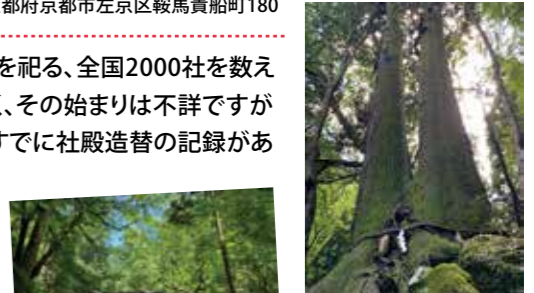 都府京都市左京区鞍馬貴船町180
を祀る、全国2000社を数え
、その始まりは不詳ですが
すでに社殿造替の記録があ